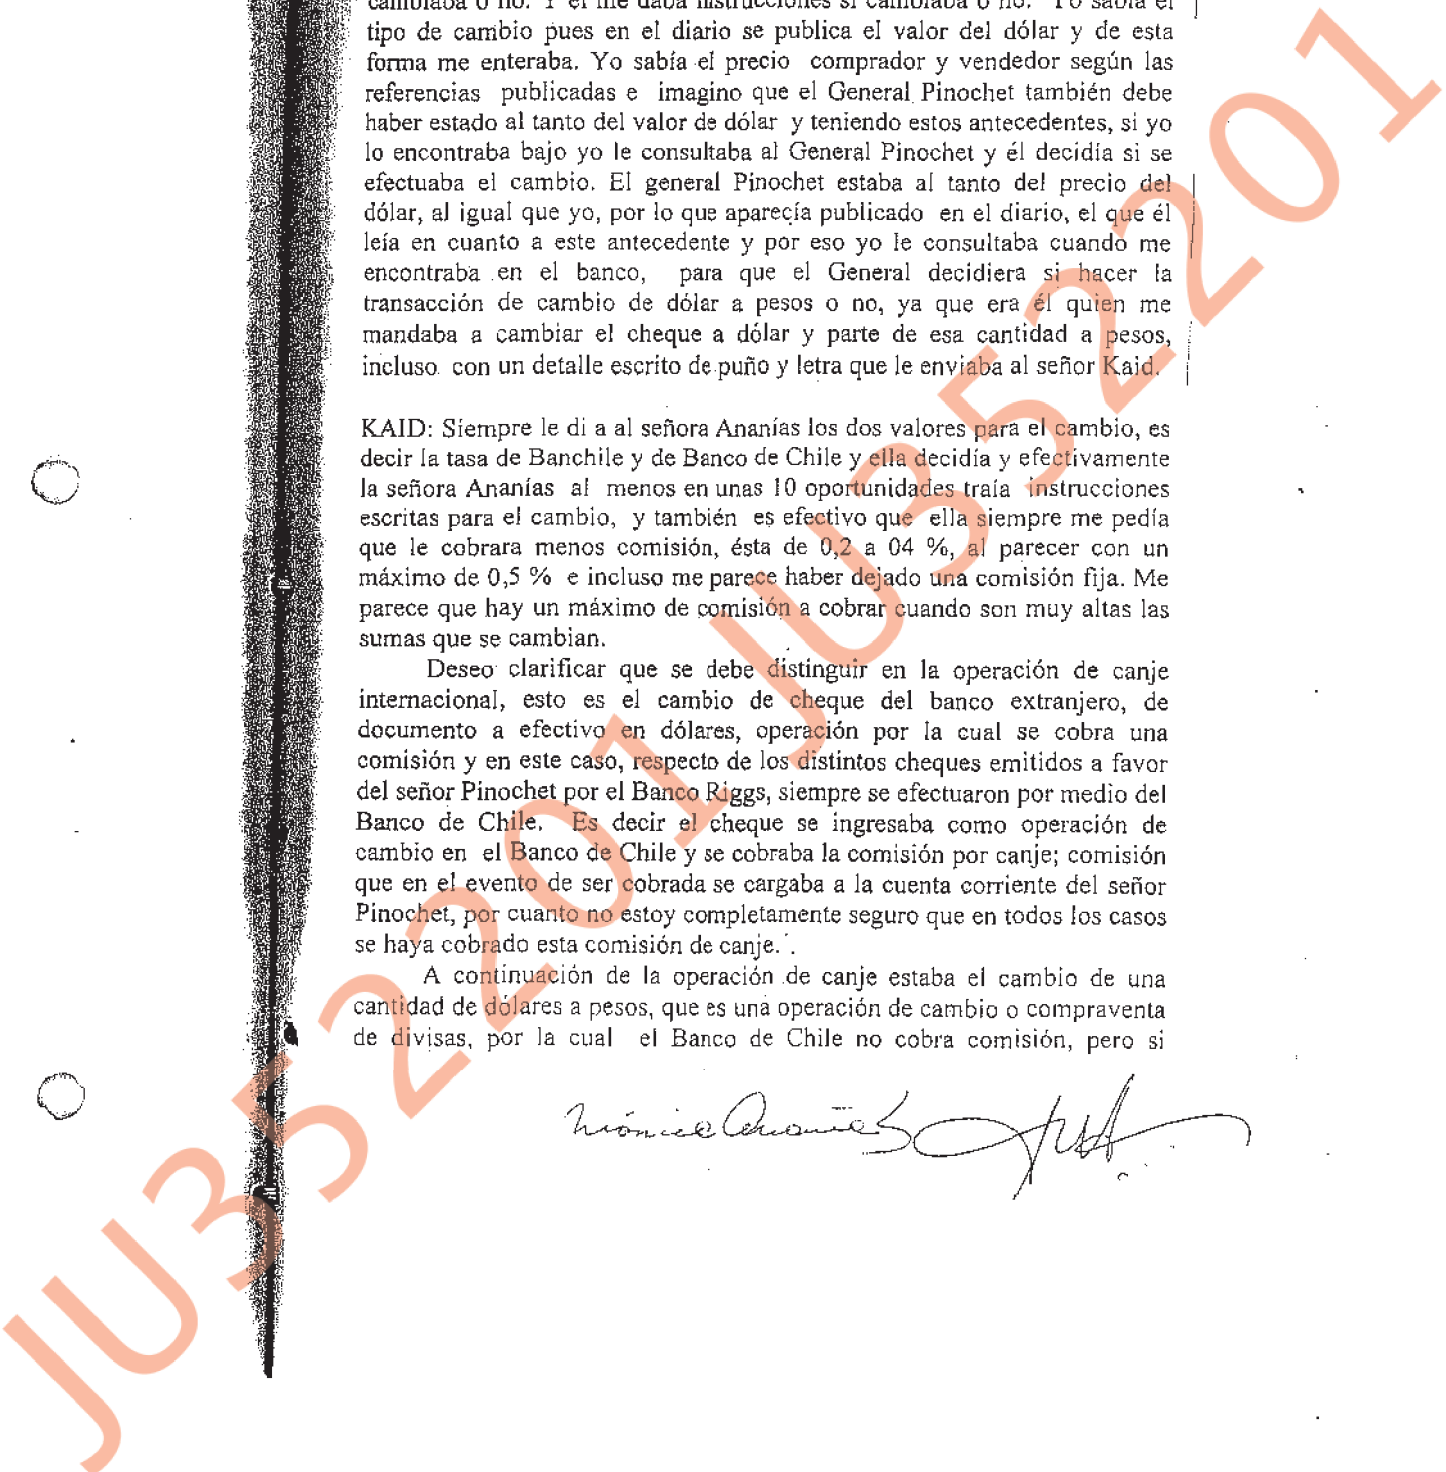 cambiaba o no. Y él me daba instrucciones si cambiaba o no. Yo sabía el
tipo de cambio pues en el diario se publica el valor del dólar y de esta
forma me enteraba. Yo sabía el precio comprador y vendedor según las
referencias publicadas e imagino que el General Pinochet también debe
haber estado al tanto del valor de dólar y teniendo estos antecedentes, si yo
lo encontraba bajo yo le consultaba al General Pinochet y él decidía si se
efectuaba el cambio. El general Pinochet estaba al tanto del precio del
dólar, al igual que yo, por lo que aparecía publicado en el diario, el que él
leía en cuanto a este antecedente y por eso yo le consultaba cuando me
encontraba en el banco, para que el General decidiera si hacer la
transacción de cambio de dólar a pesos o no, ya que era él quien me
mandaba a cambiar el cheque a dólar y parte de esa cantidad a pesos,
incluso con un detalle escrito de puño y letra que le enviaba al señor Kaid.
KAID: Siempre le di a al señora Ananías los dos valores para el cambio, es
decir la tasa de Banchile y de Banco de Chile y ella decidía y efectivamente
la señora Ananías al menos en unas 10 oportunidades traía instrucciones
escritas para el cambio, y también es efectivo que ella siempre me pedía
que le cobrara menos comisión, ésta de 0,2 a 04 %, al parecer con un
máximo de 0,5 % e incluso me parece haber dejado una comisión fija. Me
parece que hay un máximo de comisión a cobrar cuando son muy altas las
sumas que se cambian.
Deseo clarificar que se debe distinguir en la operación de canje
internacional, esto es el cambio de cheque del banco extranjero, de
documento a efectivo en dólares, operación por la cual se cobra una
comisión y en este caso, respecto de los distintos cheques emitidos a favor
del señor Pinochet por el Banco Riggs, siempre se efectuaron por medio del
Banco de Chile. Es decir el cheque se ingresaba como operación de
cambio en el Banco de Chile y se cobraba la comisión por canje; comisión
que en el evento de ser cobrada se cargaba a la cuenta corriente del señor
Pinochet, por cuanto no estoy completamente seguro que en todos los casos
se haya cobrado esta comisión de canje. .
A continuación de la operación de canje estaba el cambio de una
cantidad de dólares a pesos, que es una operación de cambio o compraventa
de divisas, por la cual el Banco de Chile no cobra comisión, pero si
Mónica Ananías
JU352201 JU352201